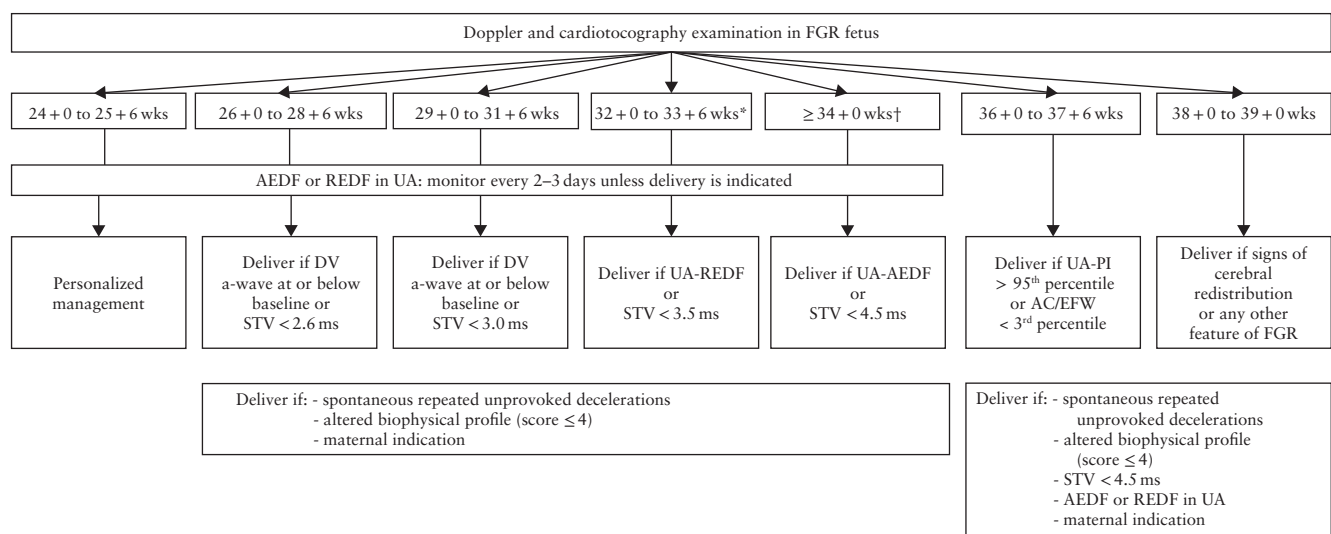 Doppler and cardiotocography examination in FGR fetus
24 + 0 to 25 + 6 wks
26 + 0 to 28 + 6 wks
29 + 0 to 31 + 6 wks
32 + 0 to 33 + 6 wks*
≥ 34 + 0 wks†
36 + 0 to 37 + 6 wks
38 + 0 to 39 + 0 wks
AEDF or REDF in UA: monitor every 2–3 days unless delivery is indicated
Personalized
management
Deliver if DV
a-wave at or below
baseline or
STV < 2.6 ms
Deliver if DV
a-wave at or below
baseline or
STV < 3.0 ms
Deliver if UA-REDF
or
STV < 3.5 ms
Deliver if UA-AEDF
or
STV < 4.5 ms
Deliver if UA-PI
> 95th percentile
or AC/EFW
< 3rd percentile
Deliver if signs of
cerebral
redistribution
or any other
feature of FGR
Deliver if: - spontaneous repeated unprovoked decelerations
- altered biophysical profile (score ≤ 4)
- maternal indication
Deliver if: - spontaneous repeated
unprovoked decelerations
- altered biophysical profile
(score ≤ 4)
- STV < 4.5 ms
- AEDF or REDF in UA
- maternal indication